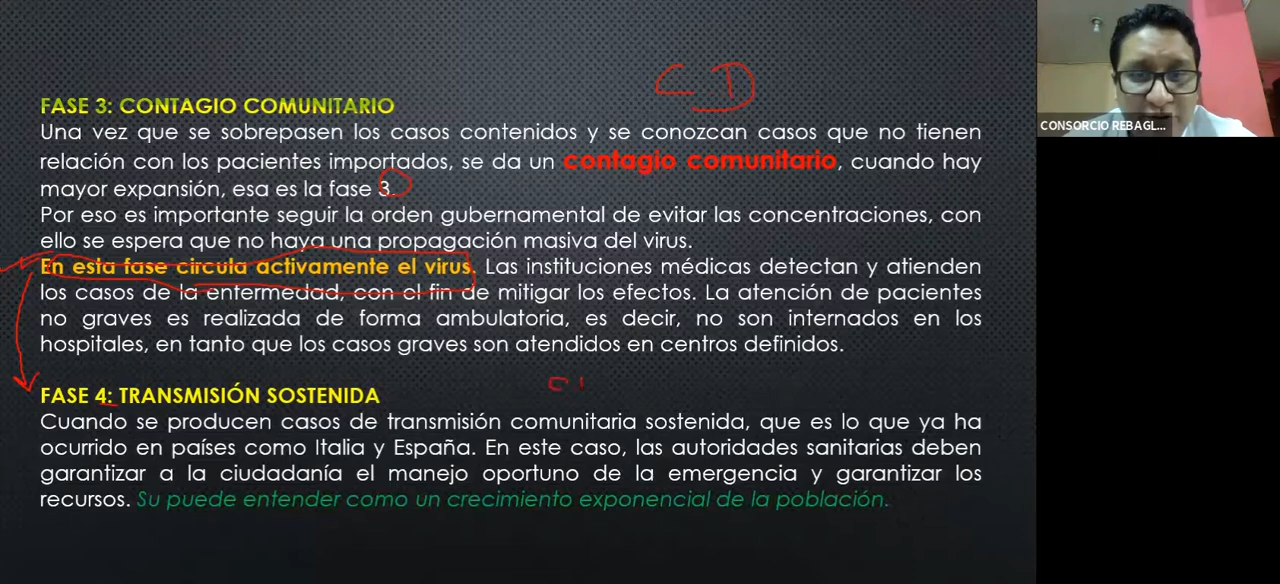 FASE 3: CONTAGIO COMUNITARIO
Una vez que se sobrepasen los casos contenidos y se conozcan casos que no tienen
relación con los pacientes importados, se da un contagio comunitario, cuando hay
mayor expansión, esa es la fase 3.
Por eso es importante seguir la orden gubernamental de evitar las concentraciones, con
ello se espera que no haya una propagación masiva del virus.
En esta fase circula activamente el virus. Las instituciones médicas detectan y atienden
los casos de la enfermedad, con el fin de mitigar los efectos. La atención de pacientes
no graves es realizada de forma ambulatoria, es decir, no son internados en los
hospitales, en tanto que los casos graves son atendidos en centros definidos.
FASE 4: TRANSMISIÓN SOSTENIDA
Cuando se producen casos de transmisión comunitaria sostenida, que es lo que ya ha
ocurrido en países como Italia y España. En este caso, las autoridades sanitarias deben
garantizar a la ciudadanía el manejo oportuno de la emergencia y garantizar los
recursos. Su puede entender como un crecimiento exponencial de la población.
CONSORCIO REBAGL...